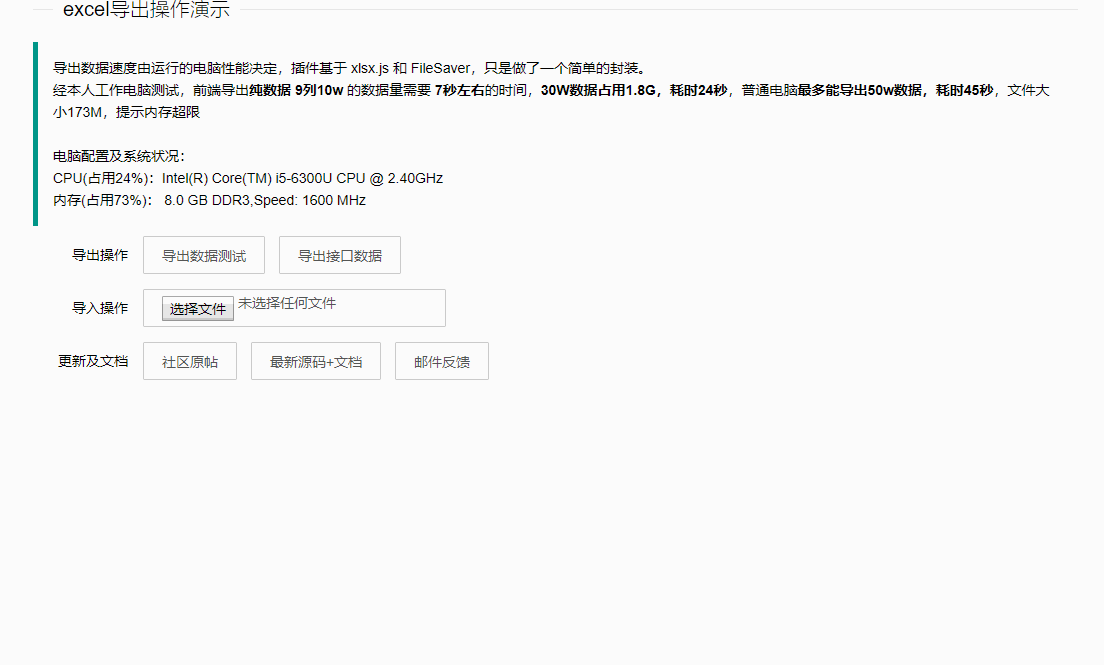 excel导出操作演示
导出数据速度由运行的电脑性能决定，插件基于 xlsx.js 和 FileSaver，只是做了一个简单的封装。
经本人工作电脑测试，前端导出纯数据 9列10w 的数据量需要 7秒左右的时间，30W数据占用1.8G，耗时24秒，普通电脑最多能导出50w数据，耗时45秒，文件大
小173M，提示内存超限
电脑配置及系统状况：
CPU(占用24%)：Intel(R) Core(TM) i5-6300U CPU @ 2.40GHz
内存(占用73%)： 8.0 GB DDR3,Speed: 1600 MHz
导出操作 导出数据测试 导出接口数据
导入操作 选择文件 未选择任何文件
更新及文档 社区原帖 最新源码+文档 邮件反馈